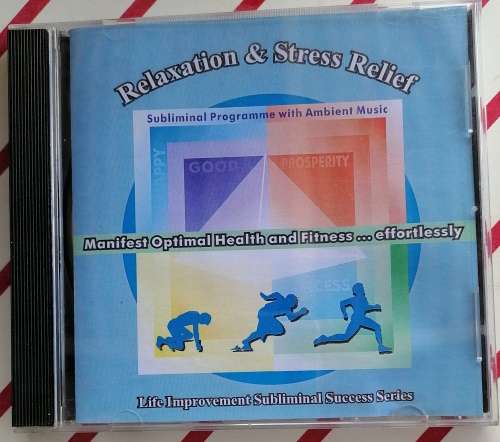 Relaxation & Stress Relief
Subliminal Programme with Ambient Music
HAPPY
GOOD
PROSPERITY
Manifest Optimal Health and Fitness ... effortlessly
Life Improvement Subliminal Success Series